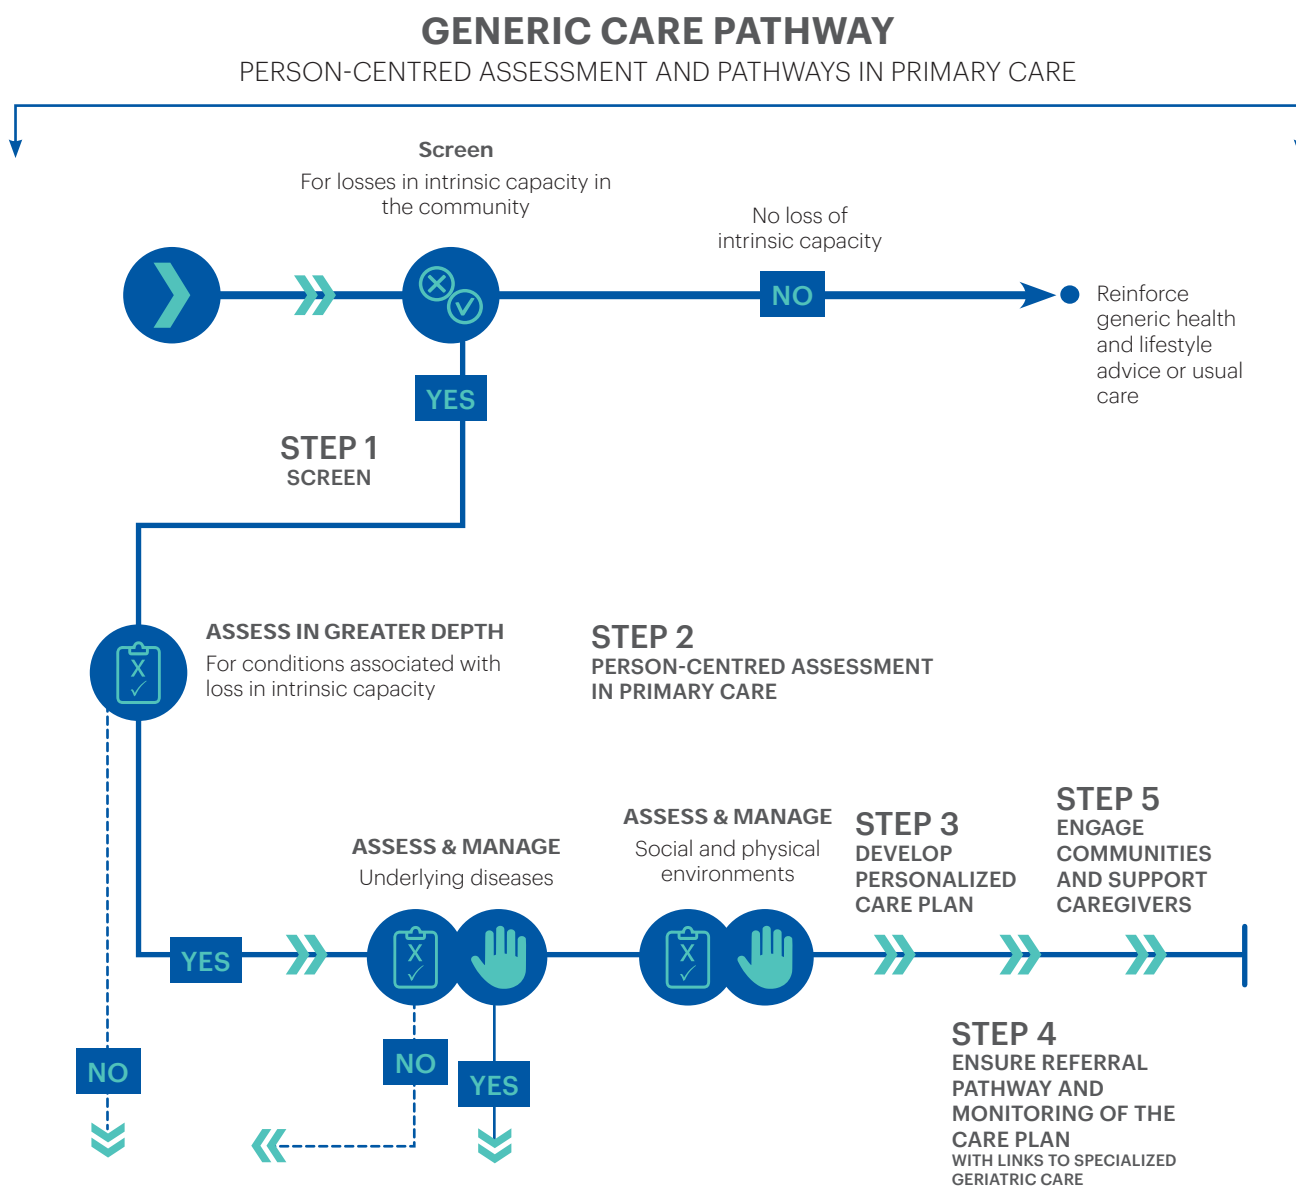 GENERIC CARE PATHWAY
PERSON-CENTRED ASSESSMENT AND PATHWAYS IN PRIMARY CARE
Screen
For losses in intrinsic capacity in
the community
No loss of
intrinsic capacity
NO
Reinforce
generic health
and lifestyle
advice or usual
care
YES
STEP 1
SCREEN
ASSESS IN GREATER DEPTH
For conditions associated with
loss in intrinsic capacity
STEP 2
PERSON-CENTRED ASSESSMENT
IN PRIMARY CARE
YES
ASSESS & MANAGE
Underlying diseases
ASSESS & MANAGE
Social and physical
environments
STEP 3
DEVELOP
PERSONALIZED
CARE PLAN
STEP 5
ENGAGE
COMMUNITIES
AND SUPPORT
CAREGIVERS
NO
NO
YES
STEP 4
ENSURE REFERRAL
PATHWAY AND
MONITORING OF THE
CARE PLAN
WITH LINKS TO SPECIALIZED
GERIATRIC CARE